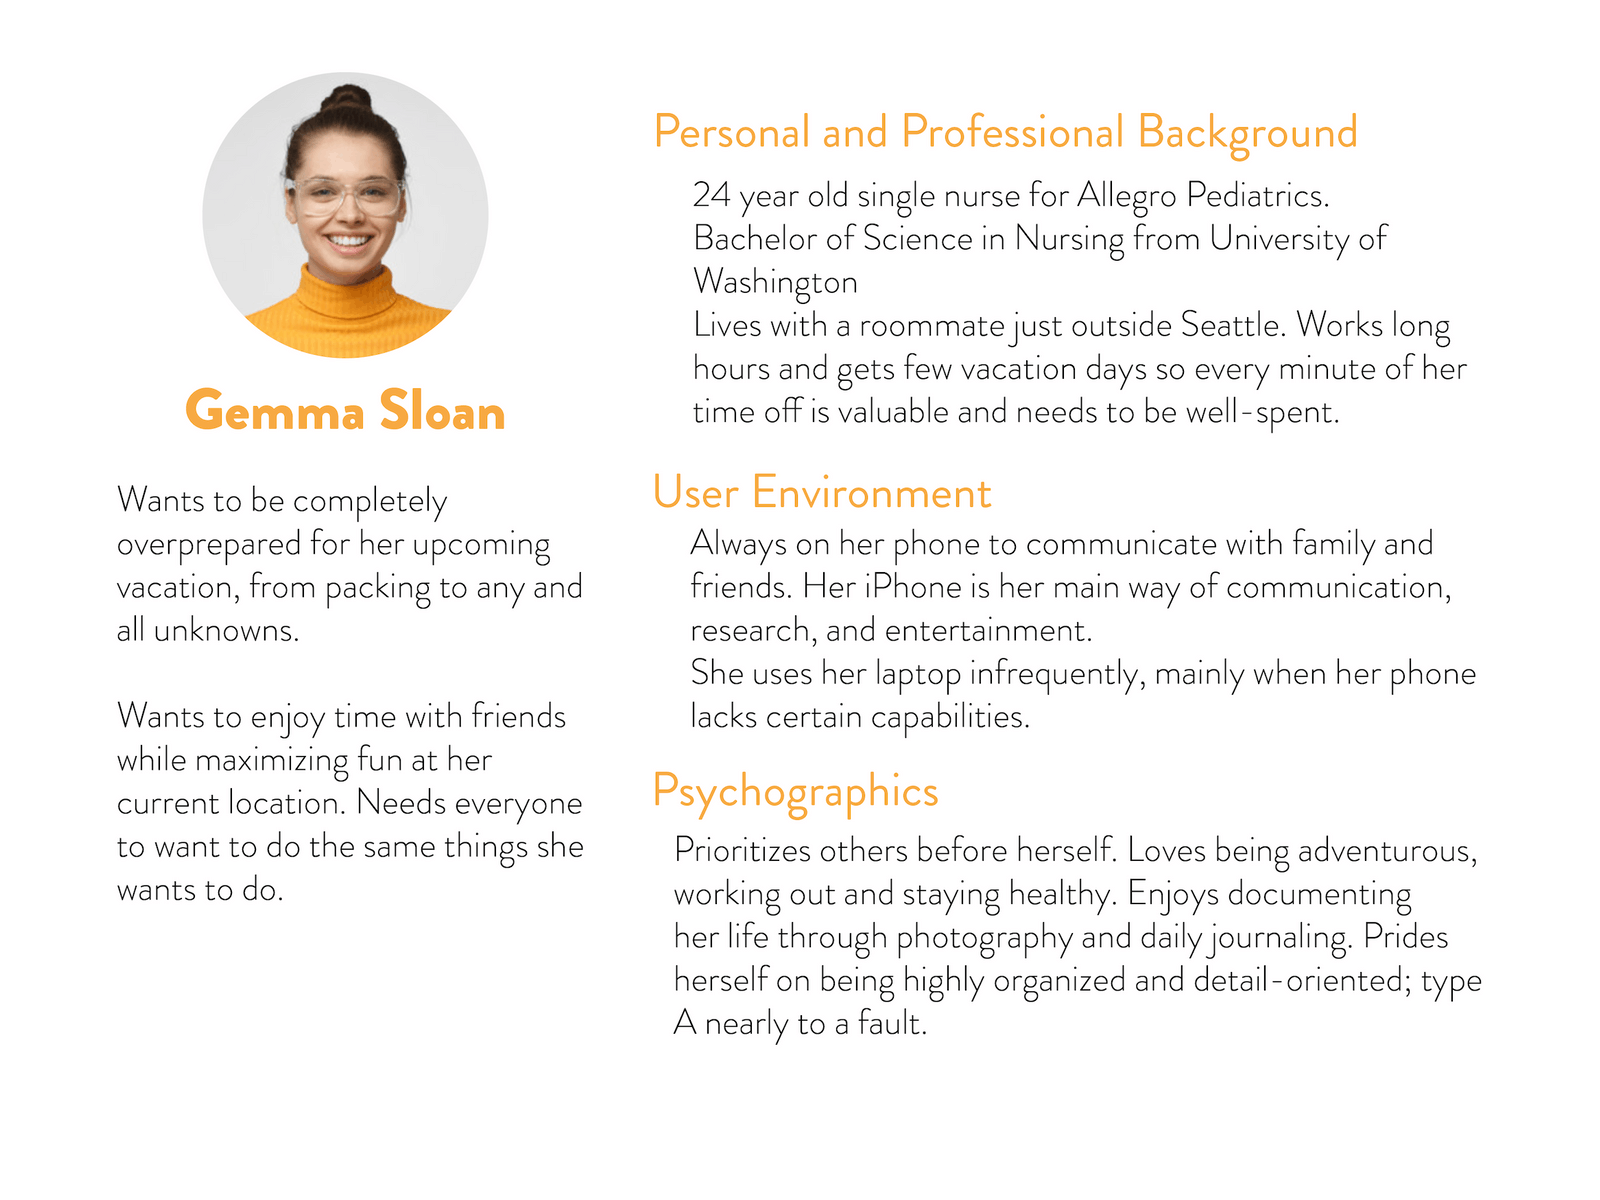 Gemma Sloan
Wants to be completely
overprepared for her upcoming
vacation, from packing to any and
all unknowns.
Wants to enjoy time with friends
while maximizing fun at her
current location. Needs everyone
to want to do the same things she
wants to do.
Personal and Professional Background
24 year old single nurse for Allegro Pediatrics.
Bachelor of Science in Nursing from University of
Washington
Lives with a roommate just outside Seattle. Works long
hours and gets few vacation days so every minute of her
time off is valuable and needs to be well-spent.
User Environment
Always on her phone to communicate with family and
friends. Her iPhone is her main way of communication,
research, and entertainment.
She uses her laptop infrequently, mainly when her phone
lacks certain capabilities.
Psychographics
Prioritizes others before herself. Loves being adventurous,
working out and staying healthy. Enjoys documenting
her life through photography and daily journaling. Prides
herself on being highly organized and detail-oriented; type
A nearly to a fault.